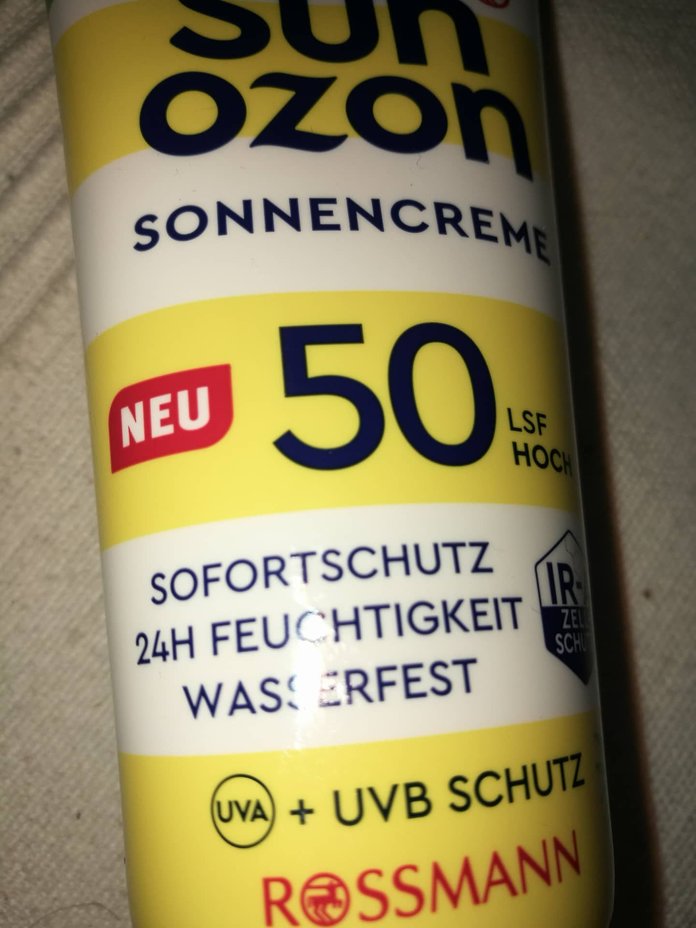 sun
ozon
SONNENCREME
NEU
50
LSF
HOCH
SOFORTSCHUTZ
24H FEUCHTIGKEIT
WASSERFEST
IR-
UVA + UVB SCHUTZ
ROSSMANN